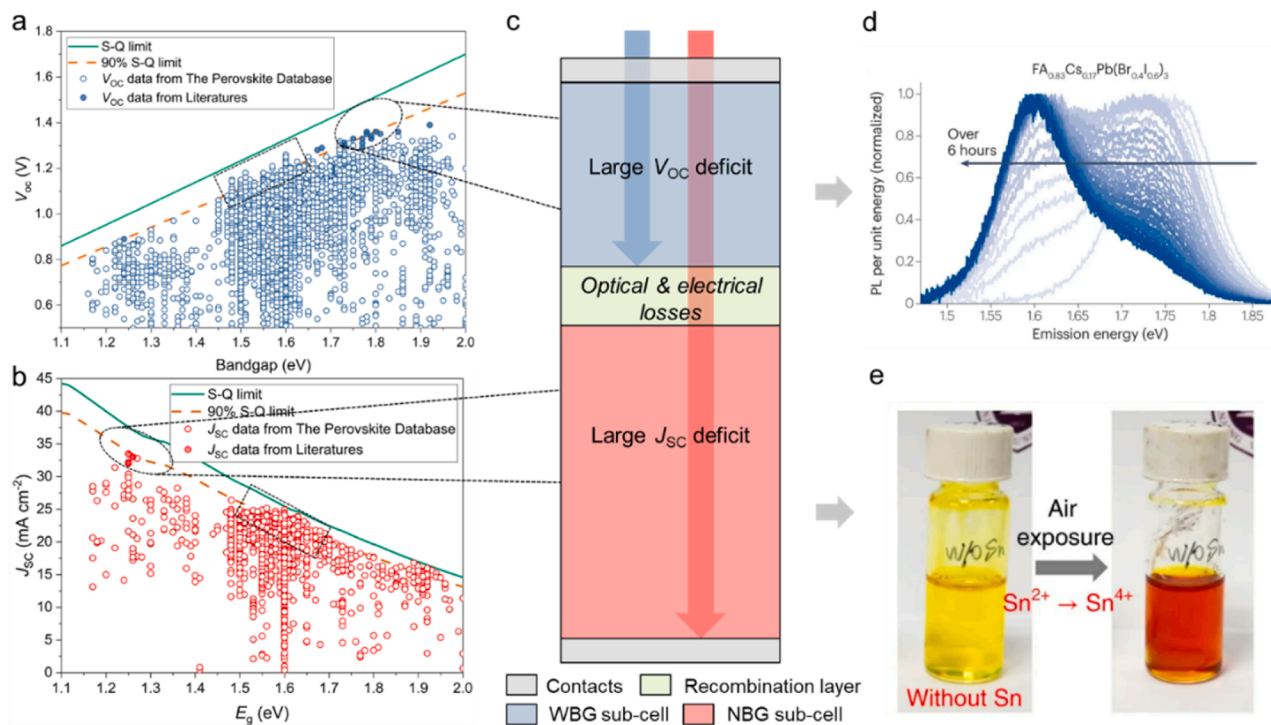 a
S-Q limit
90% S-Q limit
VOC data from The Perovskite Database
VOC data from Literatures
1.8
1.6
1.4
1.2
1.0
0.8
0.6
Voc (V)
1.1 1.2 1.3 1.4 1.5 1.6 1.7 1.8 1.9 2.0
Bandgap (eV)
b
S-Q limit
90% S-Q limit
JSC data from The Perovskite Database
JSC data from Literatures
45
40
35
30
25
20
15
10
5
0
JSC (mA cm-2)
1.1 1.2 1.3 1.4 1.5 1.6 1.7 1.8 1.9 2.0
Eg (eV)
c
Large VOC deficit
Optical & electrical
losses
Large JSC deficit
Contacts
Recombination layer
WBG sub-cell
NBG sub-cell
d
FA0.83Cs0.17Pb(Br0.4I0.6)3
Over
6 hours
1.0
0.8
0.6
0.4
0.2
0
PL per unit energy (normalized)
1.5 1.55 1.6 1.65 1.7 1.75 1.8 1.85
Emission energy (eV)
e
Air
exposure
Sn2+ → Sn4+
W/O Sn
W/O Sn
Without Sn